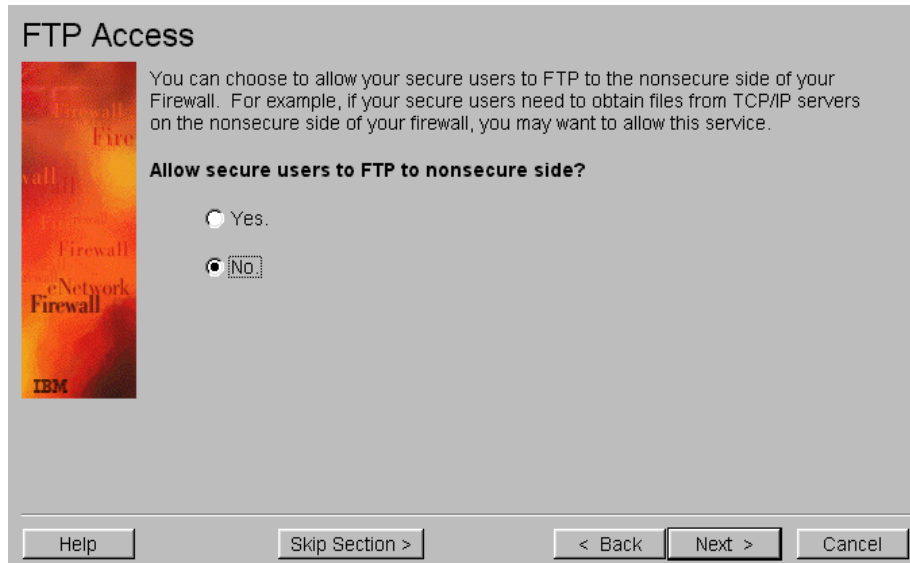 FTP Access
You can choose to allow your secure users to FTP to the nonsecure side of your
Firewall. For example, if your secure users need to obtain files from TCP/IP servers
on the nonsecure side of your firewall, you may want to allow this service.
Allow secure users to FTP to nonsecure side?
Yes.
No.
Firewall
Fire
wall
Firewall
eNetwork
Firewall
IBM
Help
Skip Section >
< Back
Next >
Cancel